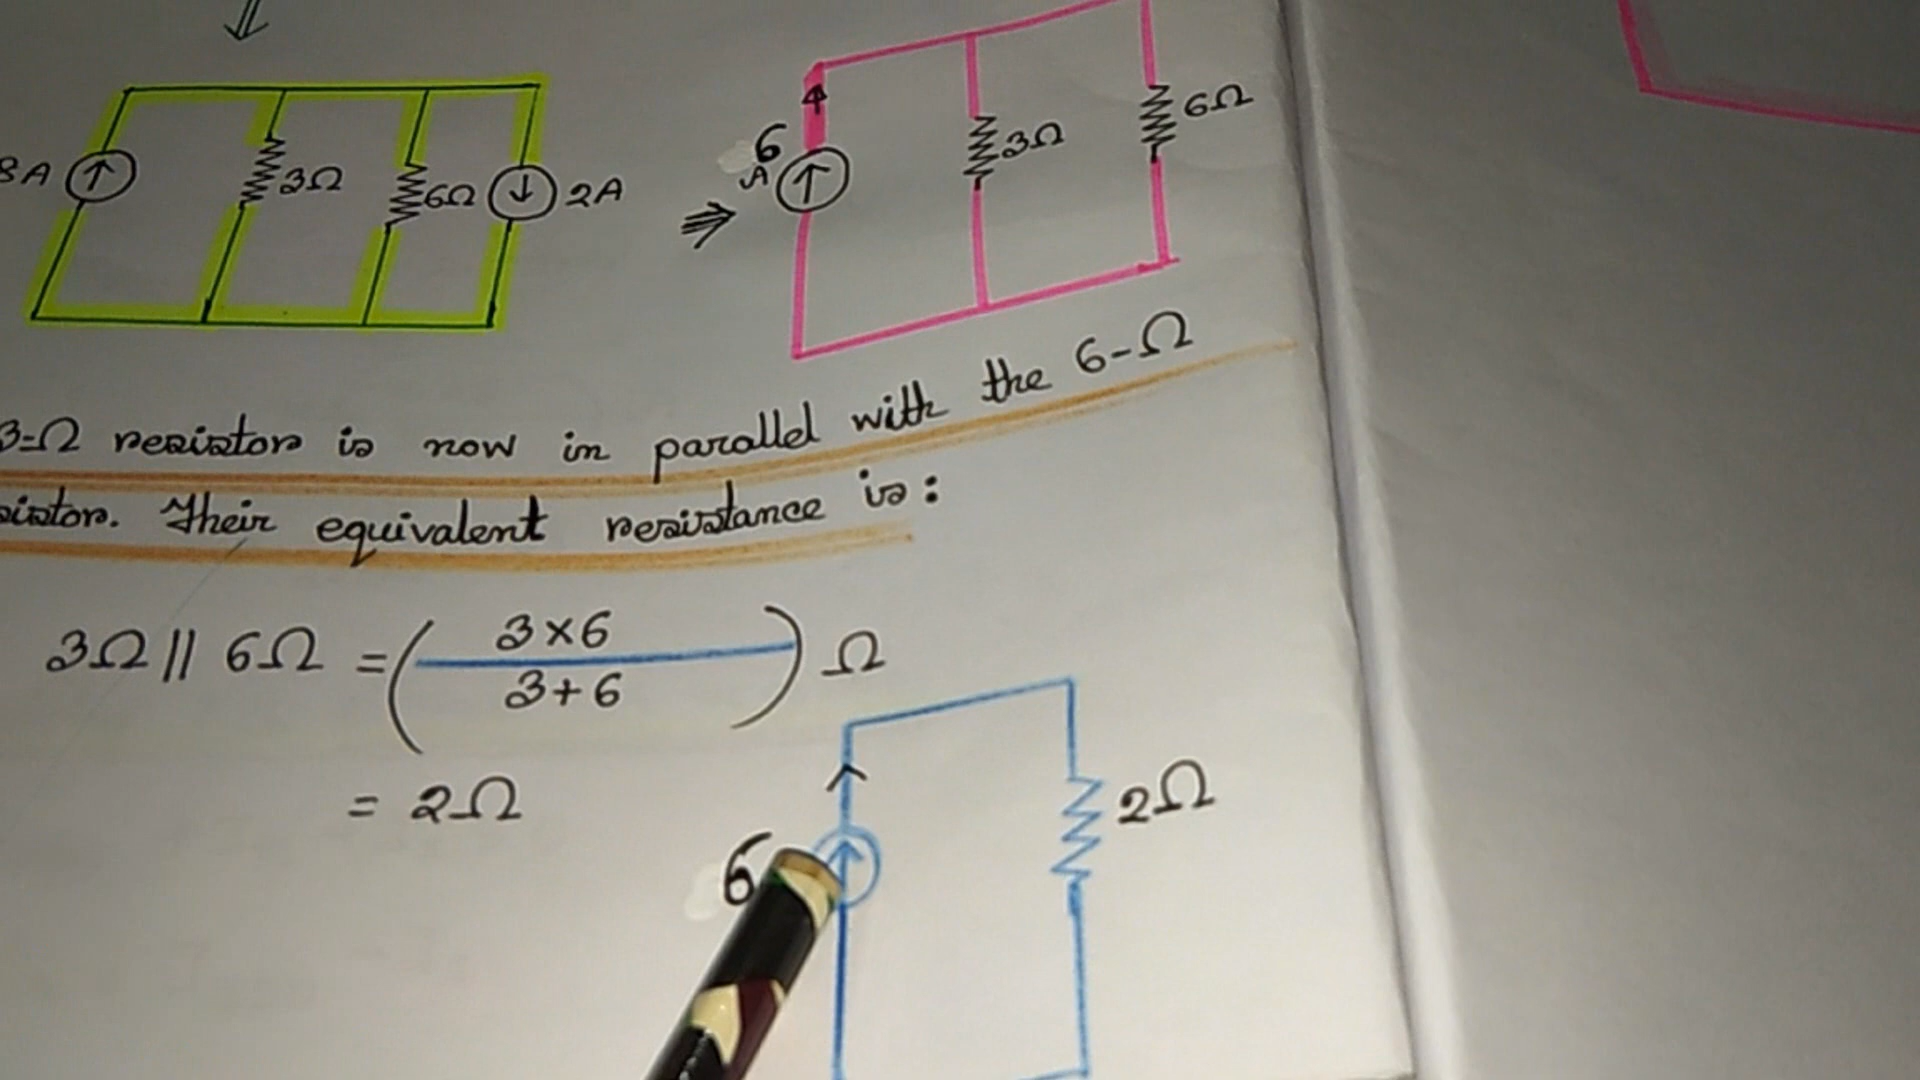 8A
3Ω
6Ω
2A
6
A
3Ω
6Ω
3-Ω resistor is now in parallel with the 6-Ω
sistor. Their equivalent resistance is:
3Ω || 6Ω = (3×6
3+6) Ω
= 2Ω
6
2Ω